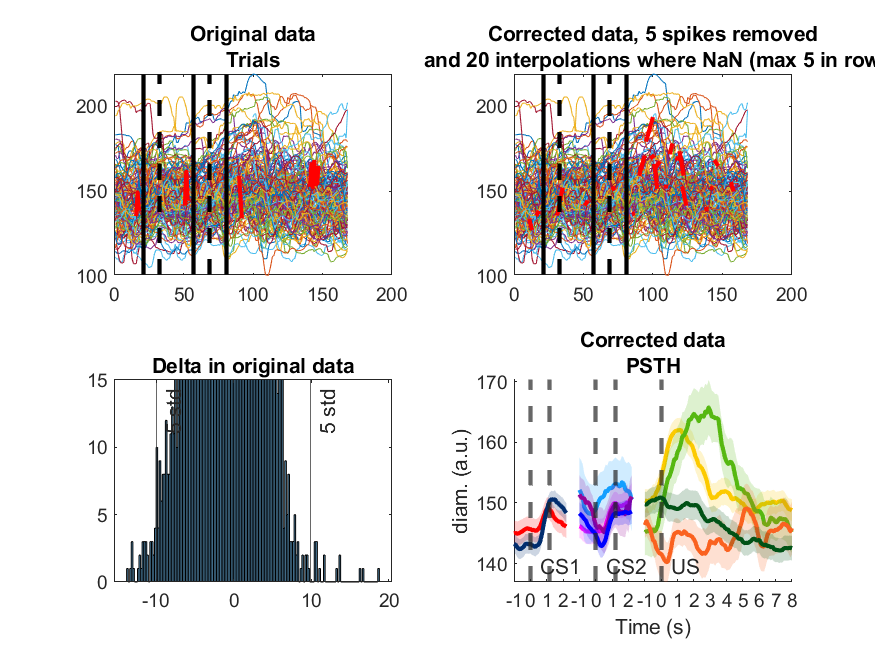 Original data
Trials
200
150
100
0 50 100 150 200
Corrected data, 5 spikes removed
and 20 interpolations where NaN (max 5 in row
200
150
100
0 50 100 150 200
Delta in original data
15
10
5
0
5 std
5 std
-10 0 10 20
Corrected data
PSTH
170
160
150
140
diam. (a.u.)
CS1 CS2 US
-1 0 1 2 -1 0 1 2 -1 0 1 2 3 4 5 6 7 8
Time (s)